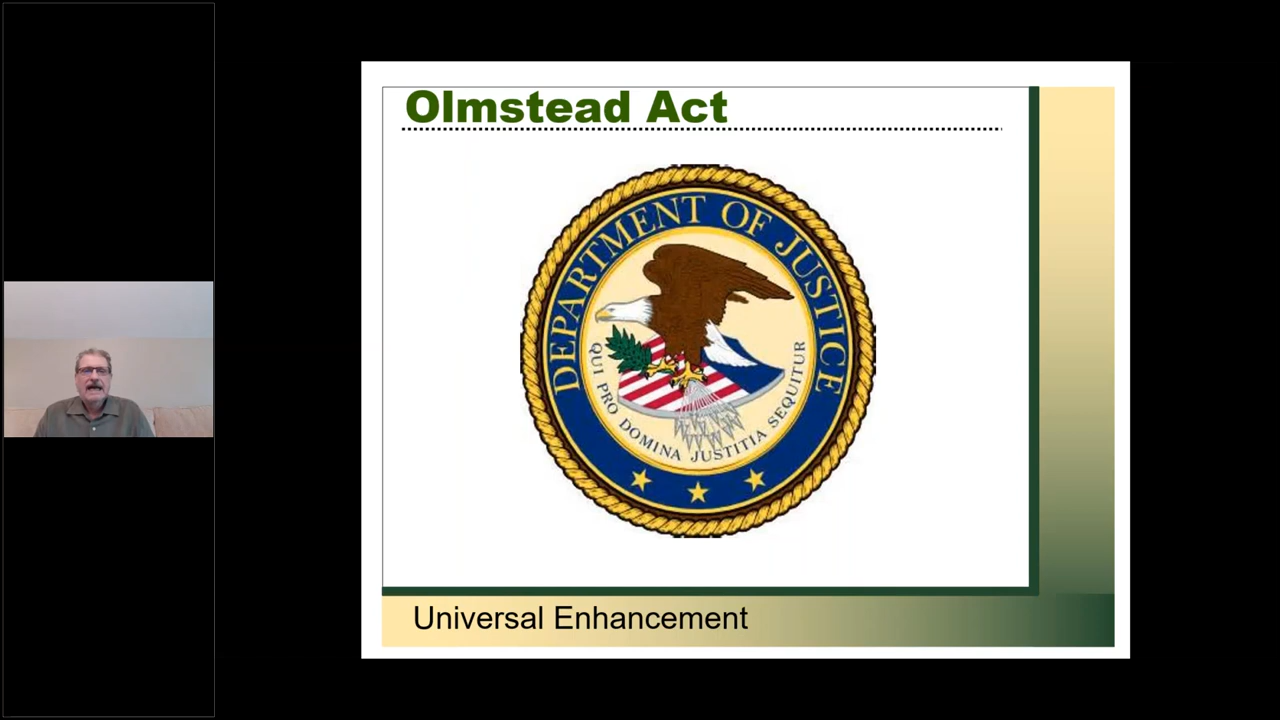 Olmstead Act
DEPARTMENT OF JUSTICE
QUI PRO DOMINA JUSTITIA SEQUITUR
Universal Enhancement